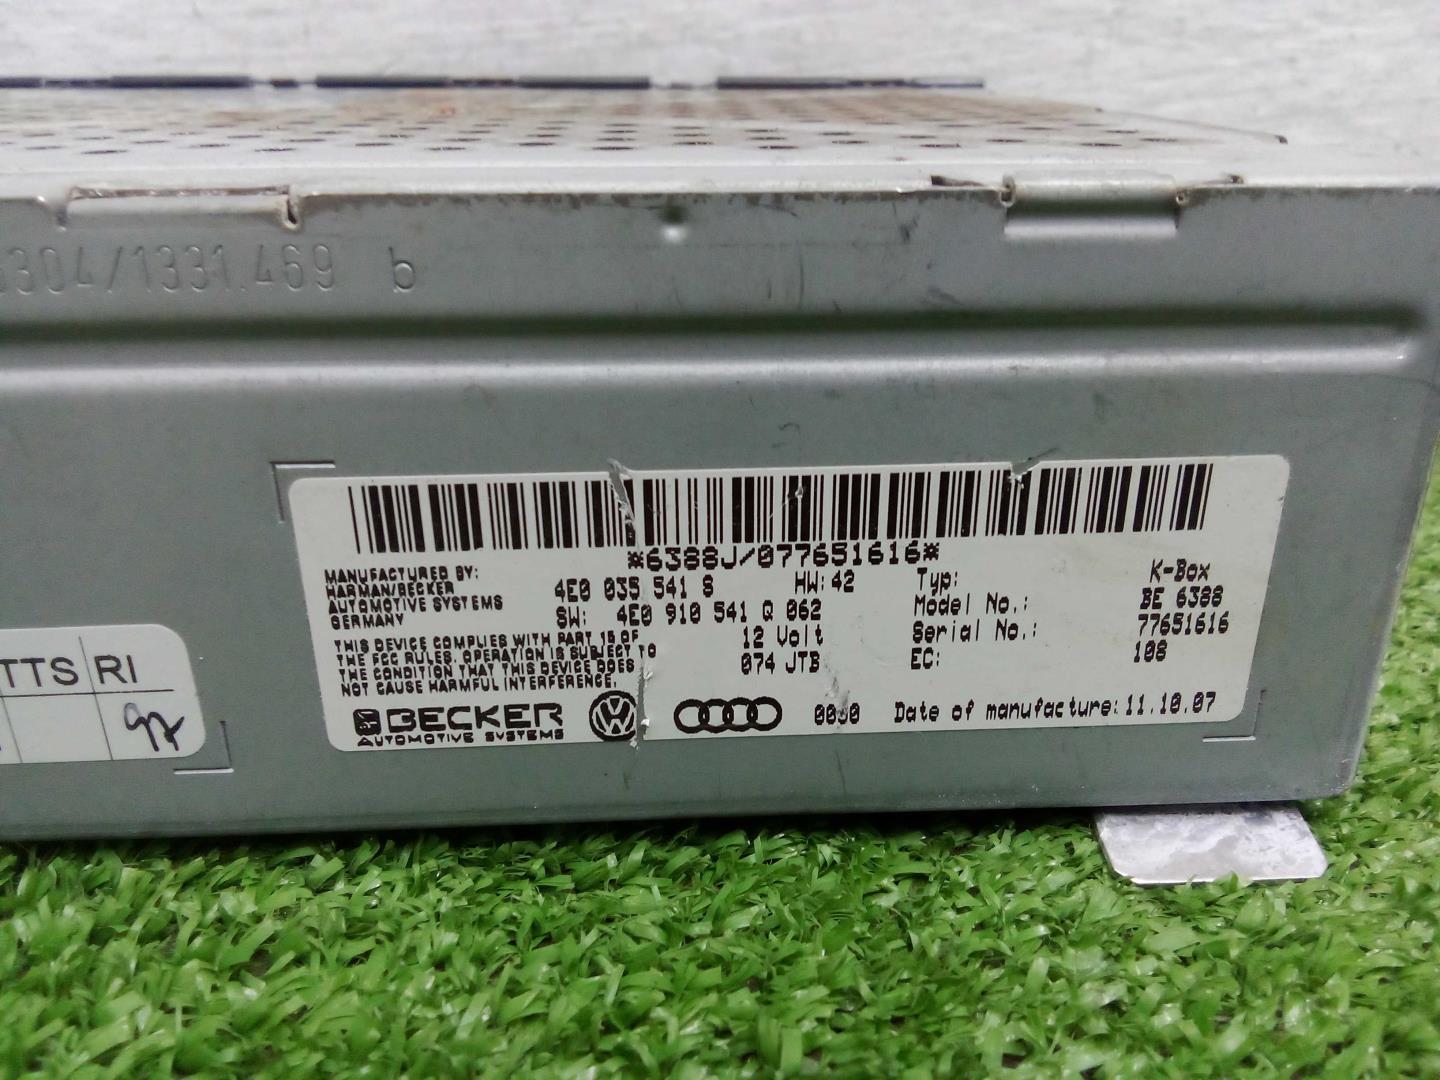 304/1331.469 b
*6388J/077651616*
MANUFACTURED BY:
HARMAN/BECKER
AUTOMOTIVE SYSTEMS
GERMANY
4E0 035 541 S HW: 42
SW: 4E0 910 541 Q 062
12 Volt
074 JTB
Typ: K-Box
Model No.: BE 6388
Serial No.: 77651616
EC: 108
THIS DEVICE COMPLIES WITH PART 15 OF
THE FCC RULES. OPERATION IS SUBJECT TO
THE CONDITION THAT THIS DEVICE DOES
NOT CAUSE HARMFUL INTERFERENCE.
BECKER
AUTOMOTIVE SYSTEMS
Date of manufacture: 11.10.07
TTS RI
97